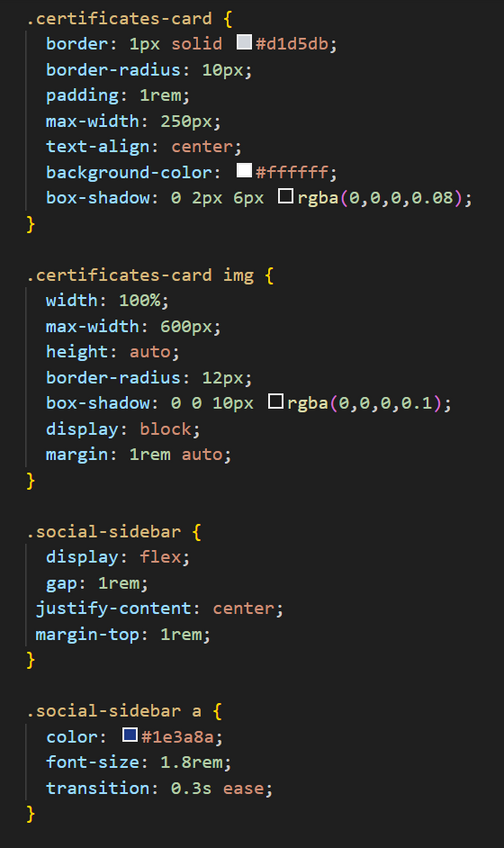 .certificates-card {
  border: 1px solid #d1d5db;
  border-radius: 10px;
  padding: 1rem;
  max-width: 250px;
  text-align: center;
  background-color: #ffffff;
  box-shadow: 0 2px 6px rgba(0,0,0,0.08);
}

.certificates-card img {
  width: 100%;
  max-width: 600px;
  height: auto;
  border-radius: 12px;
  box-shadow: 0 0 10px rgba(0,0,0,0.1);
  display: block;
  margin: 1rem auto;
}

.social-sidebar {
  display: flex;
  gap: 1rem;
 justify-content: center;
 margin-top: 1rem;
}

.social-sidebar a {
  color: #1e3a8a;
  font-size: 1.8rem;
  transition: 0.3s ease;
}